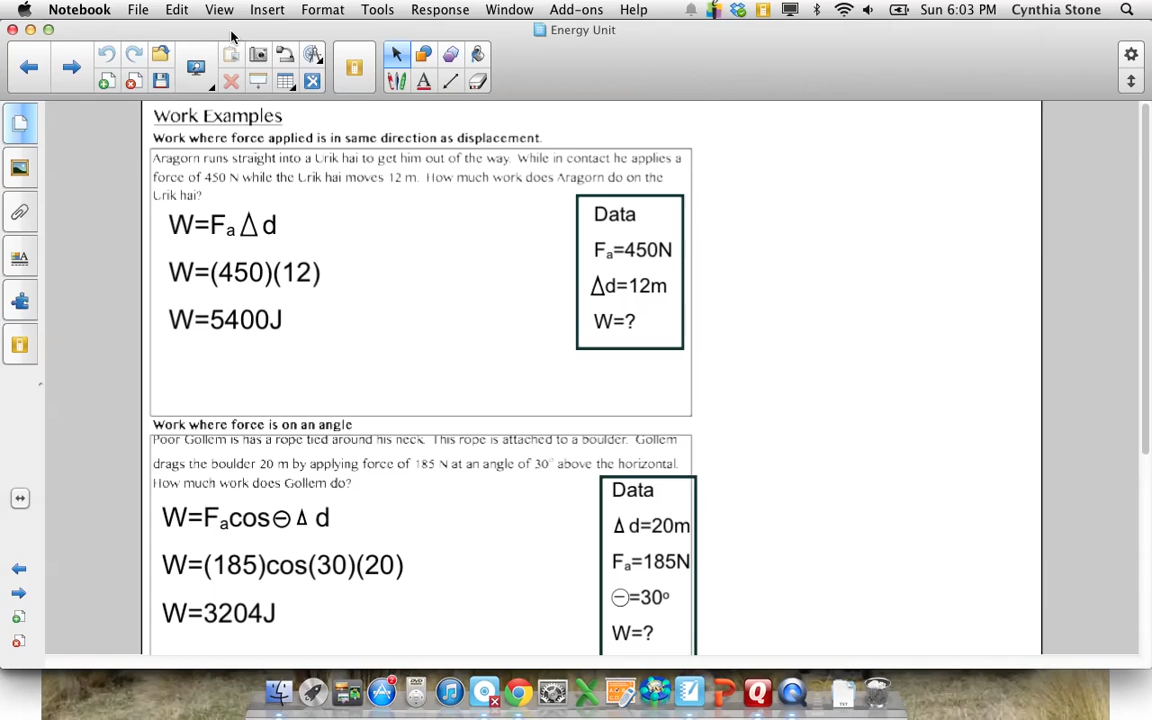 Notebook File Edit View Insert Format Tools Response Window Add-ons Help Sun 6:03 PM Cynthia Stone
Energy Unit
Work Examples
Work where force applied is in same direction as displacement.
Aragorn runs straight into a Urik hai to get him out of the way. While in contact he applies a
force of 450 N while the Urik hai moves 12 m. How much work does Aragorn do on the
Urik hai?
W=Fₐ△d
W=(450)(12)
W=5400J
Data
Fₐ=450N
△d=12m
W=?
Work where force is on an angle
Poor Gollem is has a rope tied around his neck. This rope is attached to a boulder. Gollem
drags the boulder 20 m by applying force of 185 N at an angle of 30° above the horizontal.
How much work does Gollem do?
W=Fₐcos⊖△d
W=(185)cos(30)(20)
W=3204J
Data
△d=20m
Fₐ=185N
⊖=30°
W=?